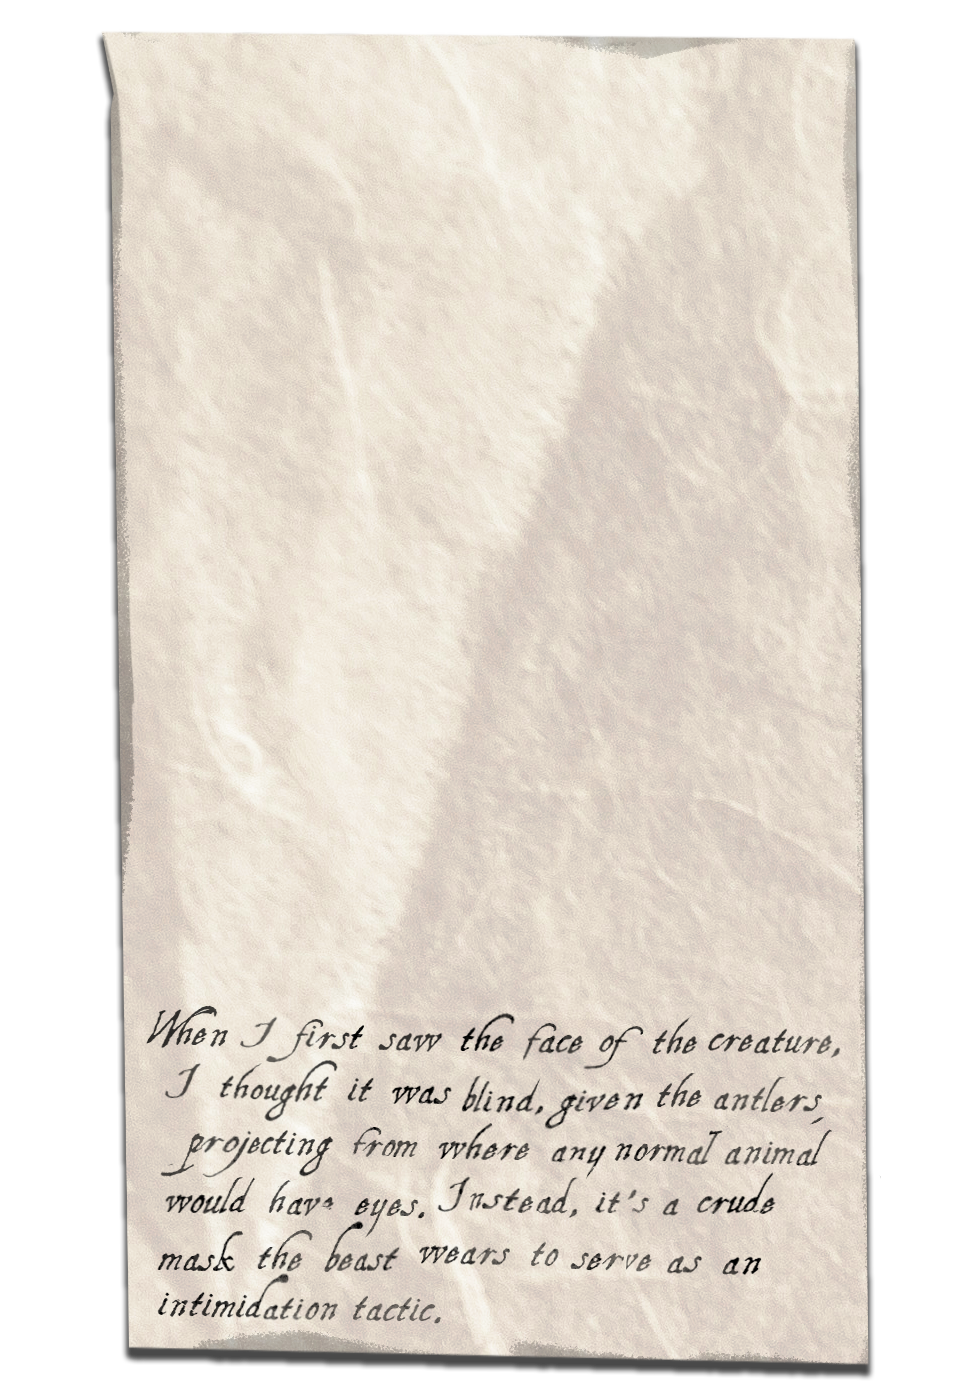 When I first saw the face of the creature,
I thought it was blind, given the antlers,
projecting from where any normal animal
would have eyes. Instead, it's a crude
mask the beast wears to serve as an
intimidation tactic.